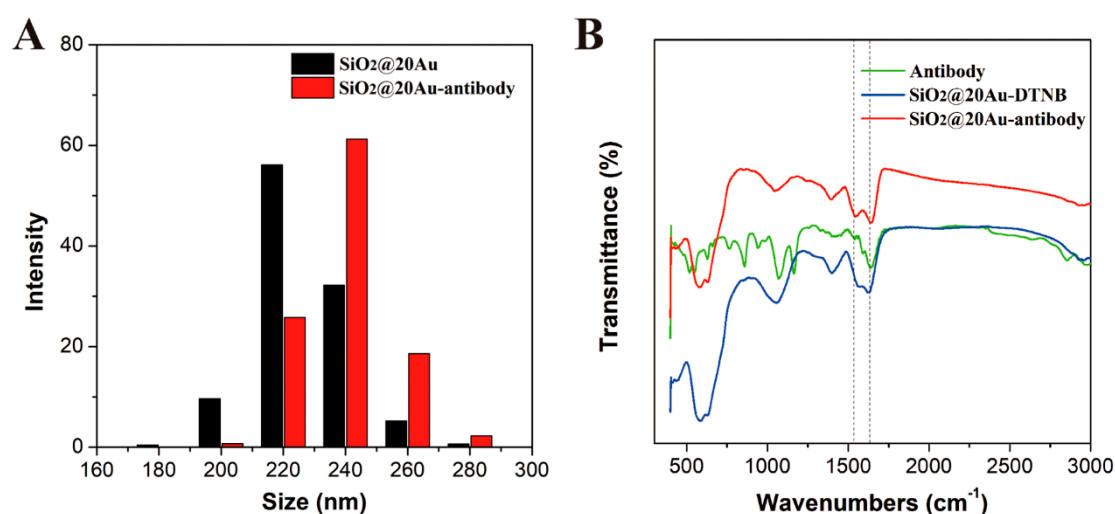 A
80
60
40
20
0
Intensity
SiO2@20Au
SiO2@20Au-antibody
160 180 200 220 240 260 280 300
Size (nm)
B
Transmittance (%)
Antibody
SiO2@20Au-DTNB
SiO2@20Au-antibody
500 1000 1500 2000 2500 3000
Wavenumbers (cm-1)